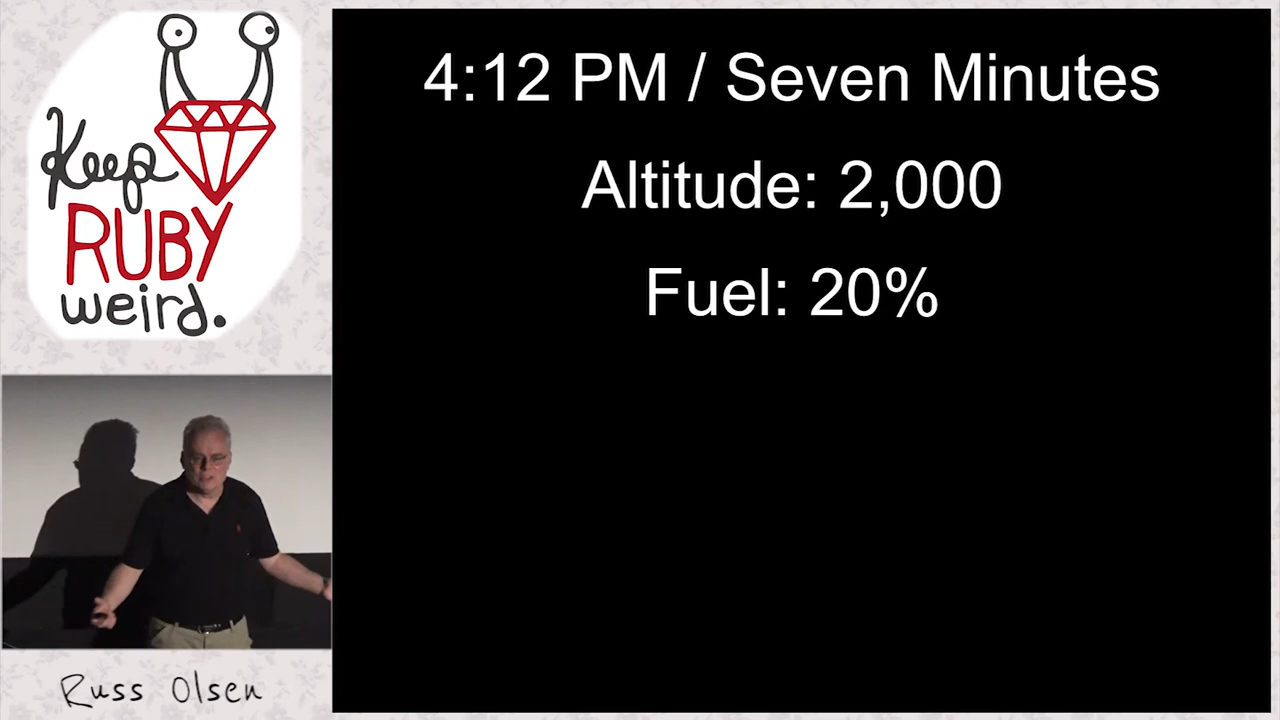 Keep
RUBY
weird.
4:12 PM / Seven Minutes
Altitude: 2,000
Fuel: 20%
Russ Olsen